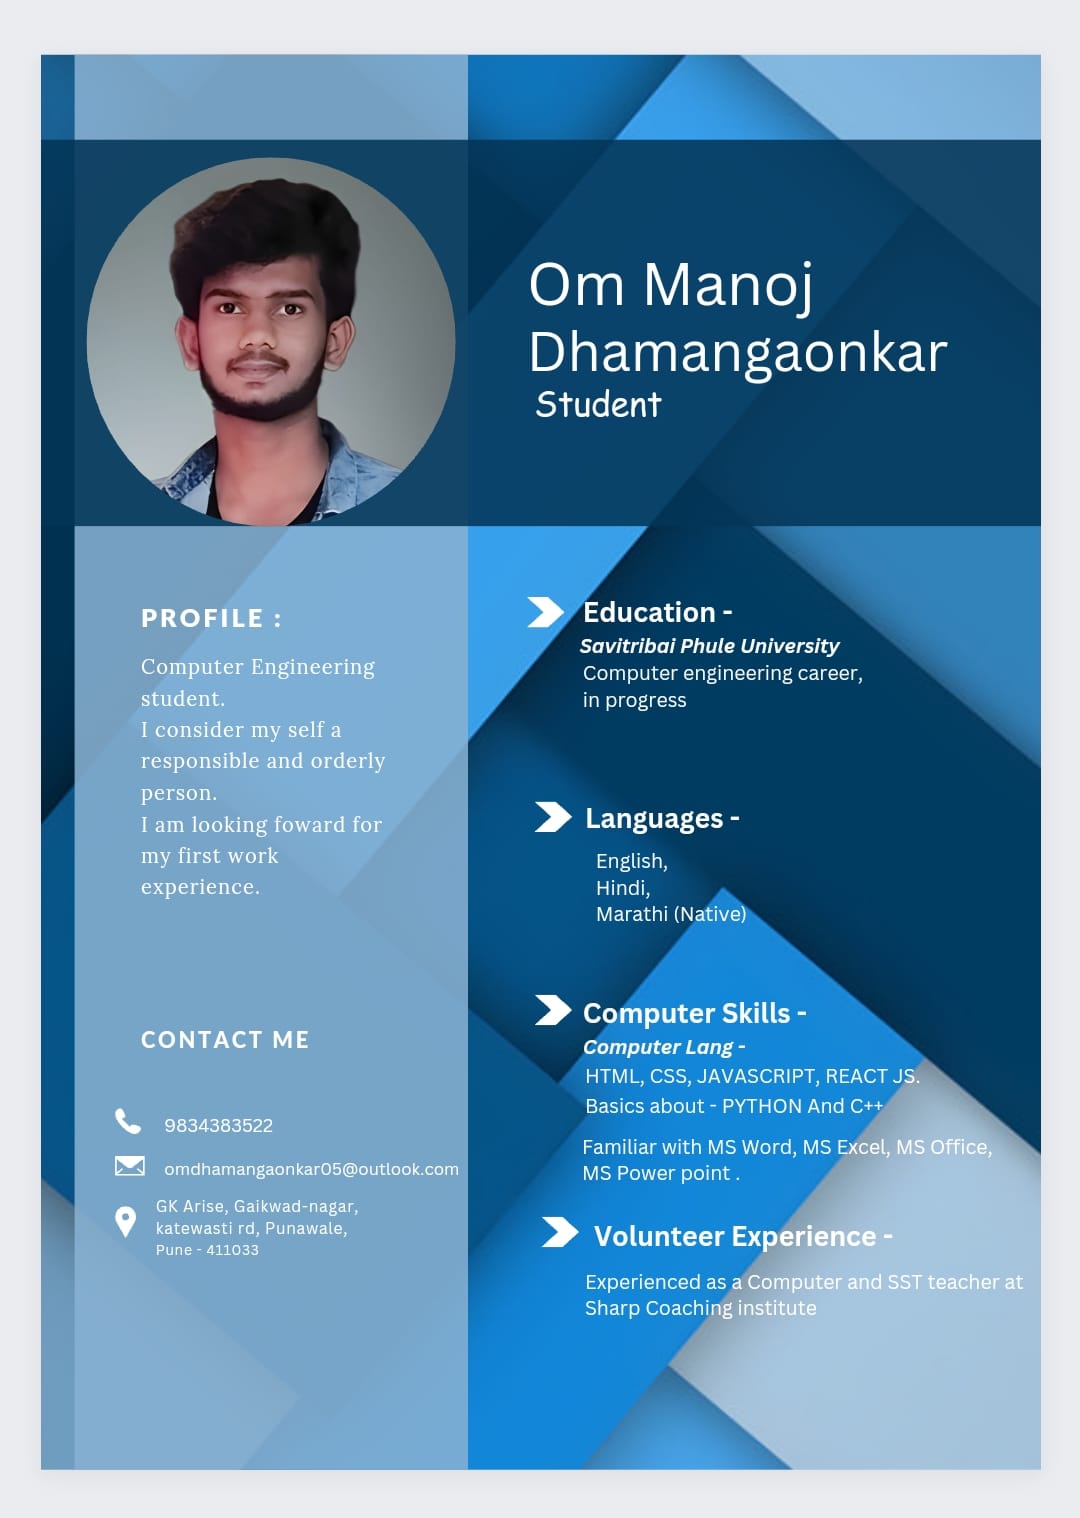 Om Manoj
Dhamangaonkar
Student
PROFILE :
Computer Engineering
student.
I consider my self a
responsible and orderly
person.
I am looking foward for
my first work
experience.
CONTACT ME
9834383522
omdhamangaonkar05@outlook.com
GK Arise, Gaikwad-nagar,
katewasti rd, Punawale,
Pune - 411033
Education -
Savitribai Phule University
Computer engineering career,
in progress
Languages -
English,
Hindi,
Marathi (Native)
Computer Skills -
Computer Lang -
HTML, CSS, JAVASCRIPT, REACT JS.
Basics about - PYTHON And C++
Familiar with MS Word, MS Excel, MS Office,
MS Power point .
Volunteer Experience -
Experienced as a Computer and SST teacher at
Sharp Coaching institute